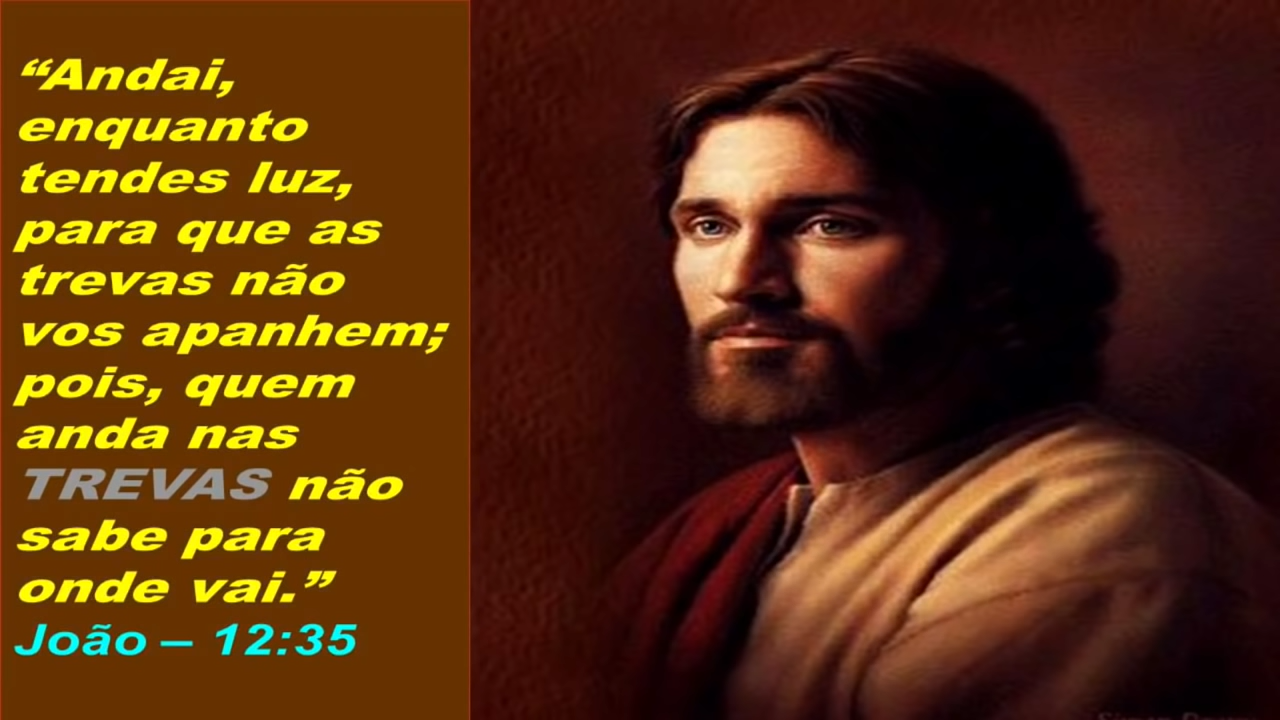 “Andai,
enquanto
tendes luz,
para que as
trevas não
vos apanhem;
pois, quem
anda nas
TREVAS não
sabe para
onde vai.”
João – 12:35